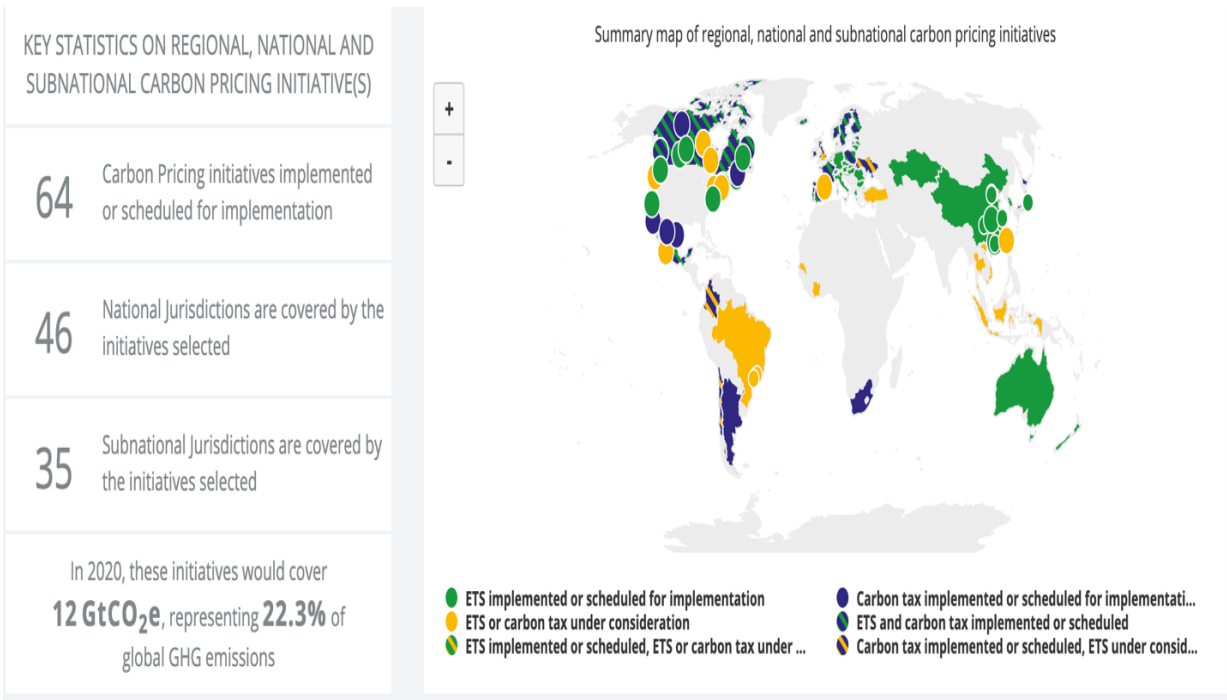 KEY STATISTICS ON REGIONAL, NATIONAL AND
SUBNATIONAL CARBON PRICING INITIATIVE(S)
64
Carbon Pricing initiatives implemented
or scheduled for implementation
46
National Jurisdictions are covered by the
initiatives selected
35
Subnational Jurisdictions are covered by
the initiatives selected
In 2020, these initiatives would cover
12 GtCO₂e, representing 22.3% of
global GHG emissions
Summary map of regional, national and subnational carbon pricing initiatives
+
-
ETS implemented or scheduled for implementation
ETS or carbon tax under consideration
ETS implemented or scheduled, ETS or carbon tax under ...
Carbon tax implemented or scheduled for implementati...
ETS and carbon tax implemented or scheduled
Carbon tax implemented or scheduled, ETS under consid...